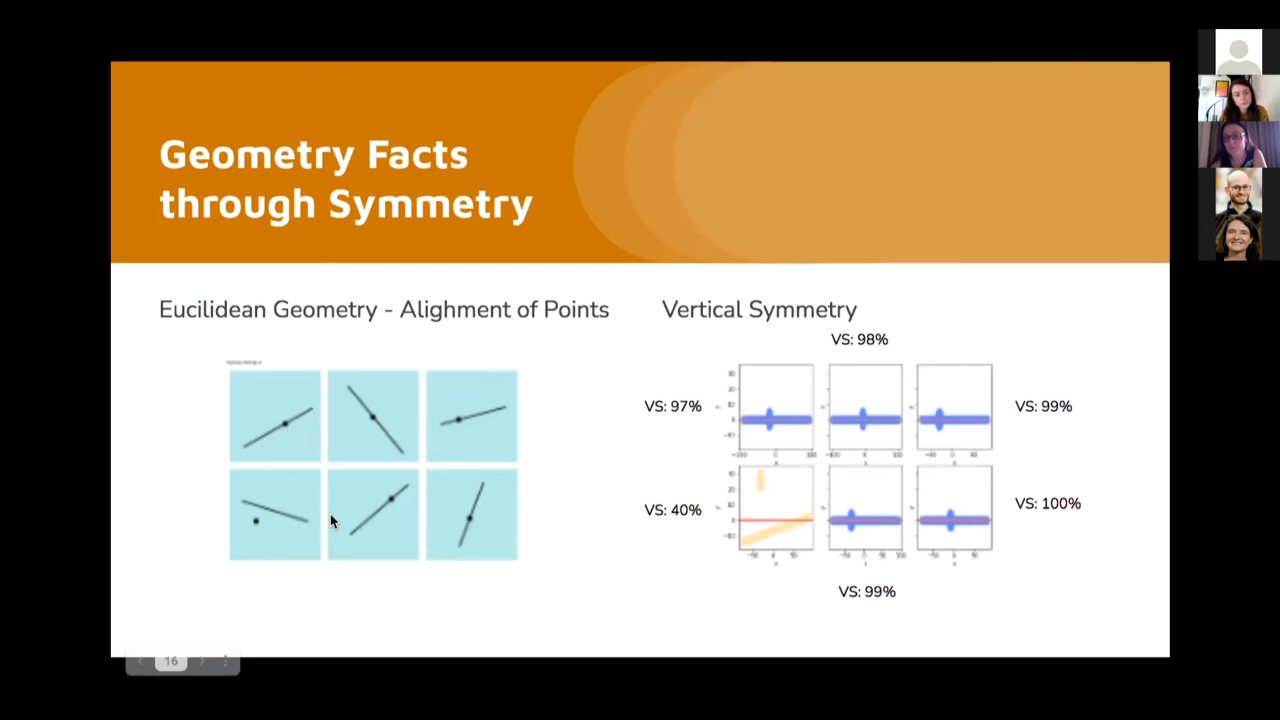 Geometry Facts
through Symmetry
Eucilidean Geometry - Alighment of Points
Vertical Symmetry
VS: 98%
VS: 97%
VS: 99%
VS: 40%
VS: 100%
VS: 99%
16